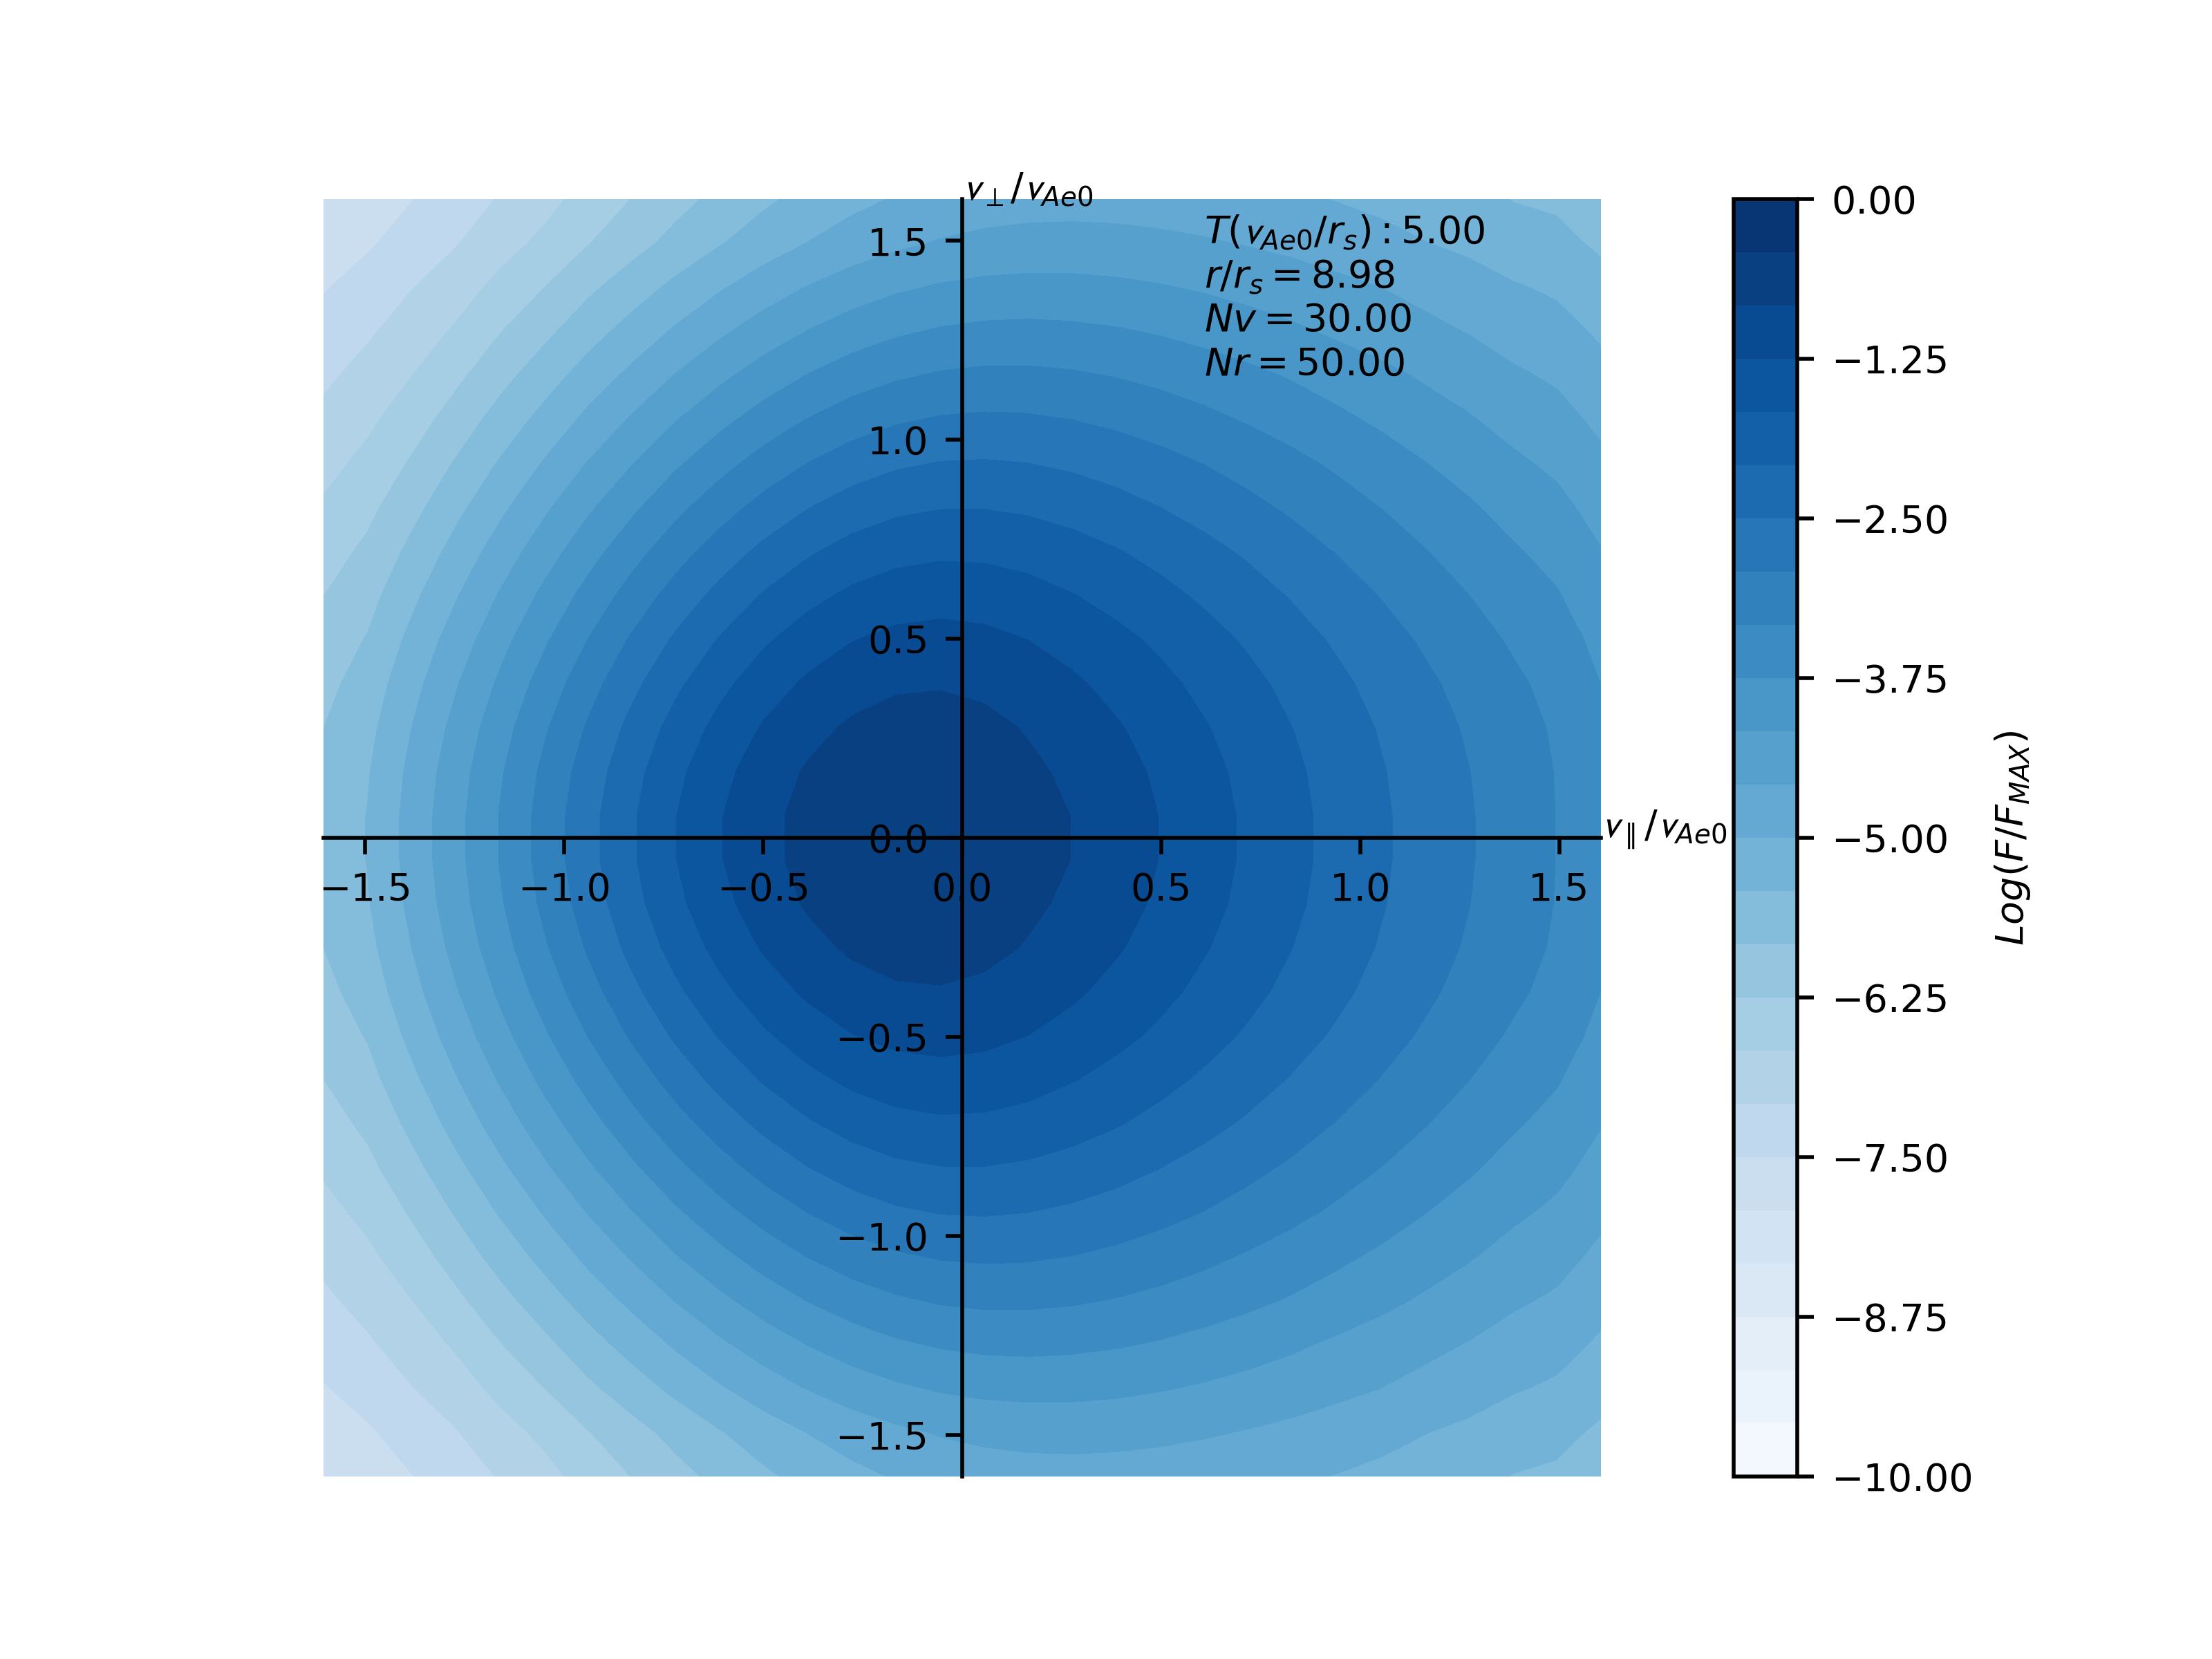 v⊥/vAe0
T(vAe0/rs) : 5.00
r/rs = 8.98
Nv = 30.00
Nr = 50.00
1.5
1.0
0.5
0.0
−0.5
−1.0
−1.5
−1.5 −1.0 −0.5 0.0 0.5 1.0 1.5
v∥/vAe0
0.00
−1.25
−2.50
−3.75
−5.00
−6.25
−7.50
−8.75
−10.00
Log(F/FMAX)